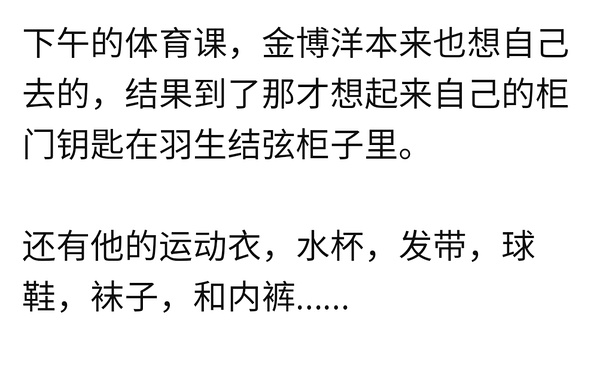 下午的体育课，金博洋本来也想自己
去的，结果到了那才想起来自己的柜
门钥匙在羽生结弦柜子里。
还有他的运动衣，水杯，发带，球
鞋，袜子，和内裤……